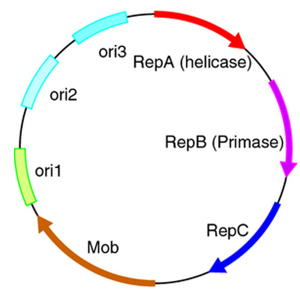 ori3
RepA (helicase)
ori2
RepB (Primase)
ori1
RepC
Mob